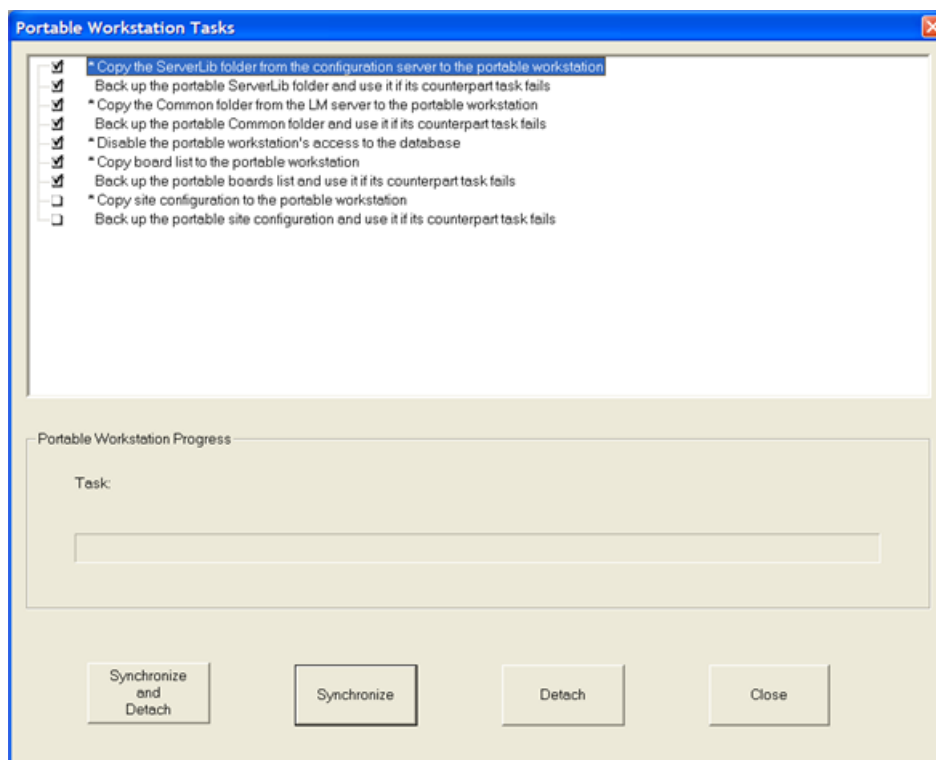 Portable Workstation Tasks
* Copy the ServerLib folder from the configuration server to the portable workstation
Back up the portable ServerLib folder and use it if its counterpart task fails
* Copy the Common folder from the LM server to the portable workstation
Back up the portable Common folder and use it if its counterpart task fails
* Disable the portable workstation's access to the database
* Copy board list to the portable workstation
Back up the portable boards list and use it if its counterpart task fails
* Copy site configuration to the portable workstation
Back up the portable site configuration and use it if its counterpart task fails
Portable Workstation Progress
Task:
Synchronize
and
Detach
Synchronize
Detach
Close